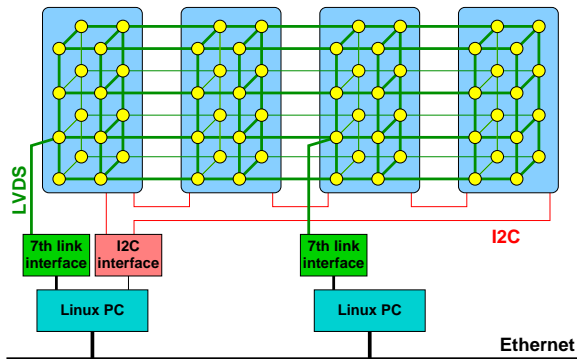 LVDS
I2C
7th link
interface
I2C
interface
7th link
interface
Linux PC
Linux PC
Ethernet